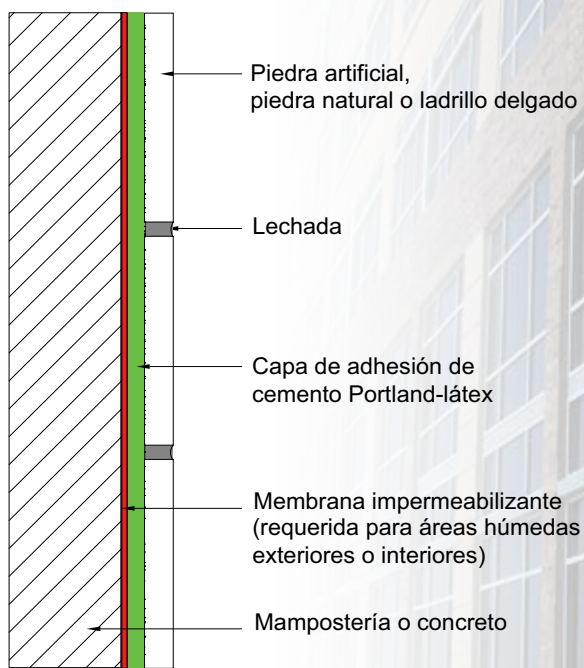 Piedra artificial,
piedra natural o ladrillo delgado
Lechada
Capa de adhesión de
cemento Portland-látex
Membrana impermeabilizante
(requerida para áreas húmedas
exteriores o interiores)
Mampostería o concreto